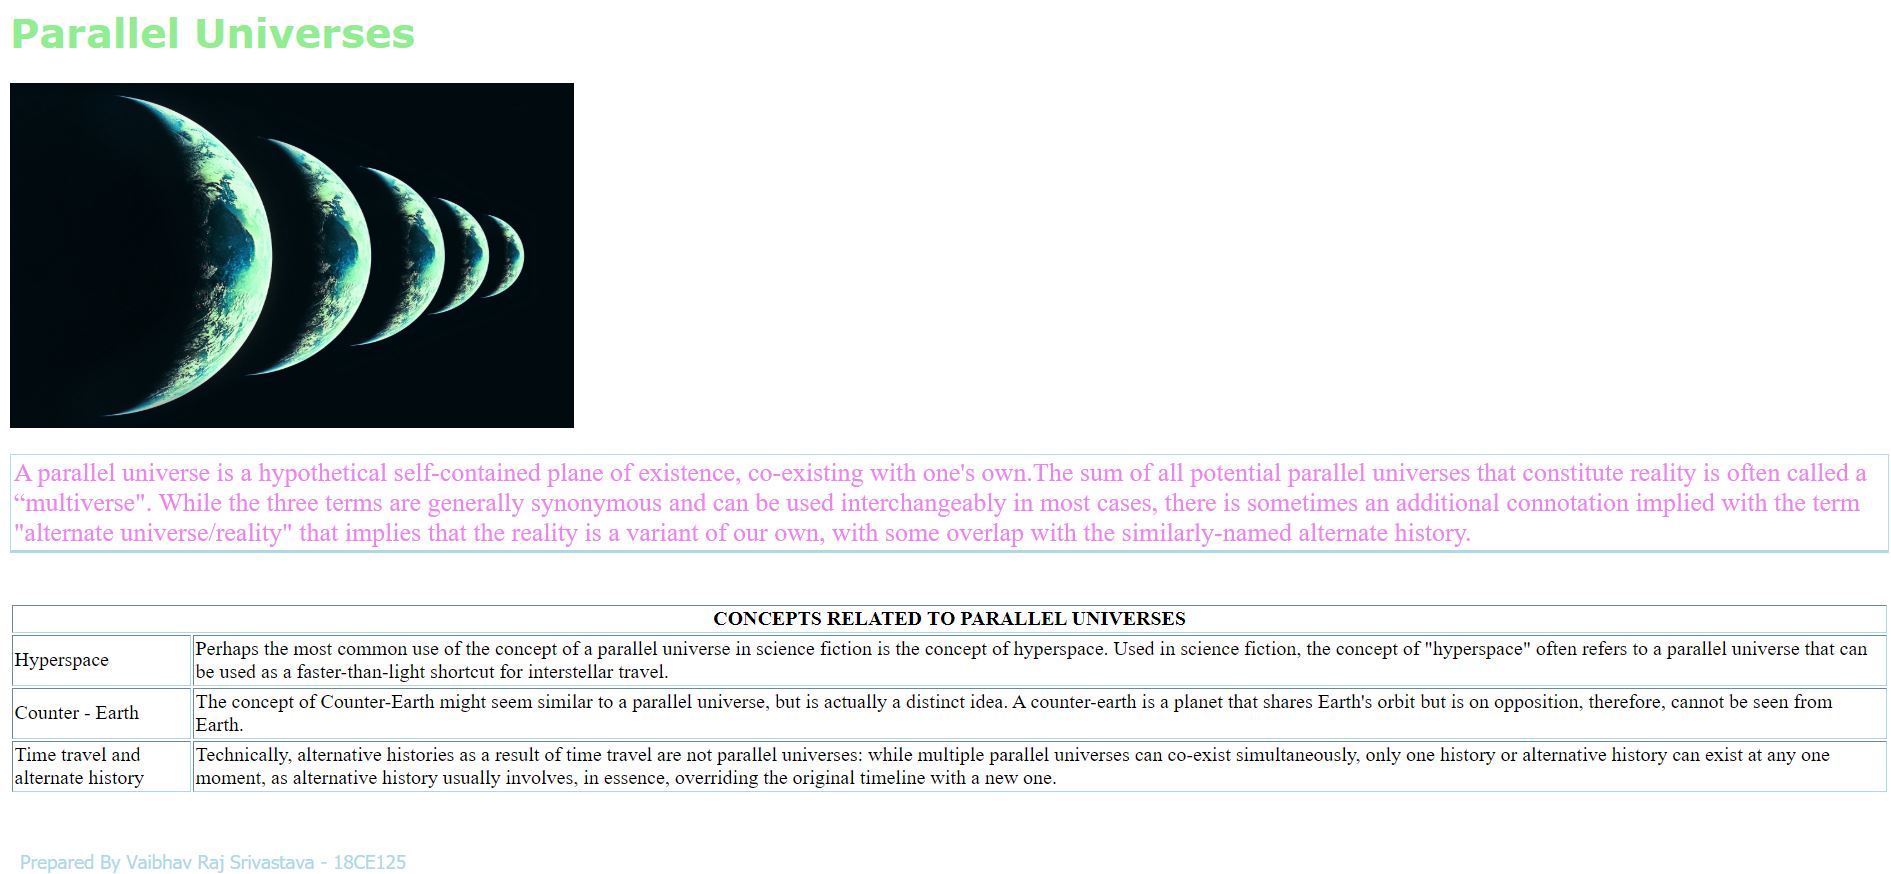 Parallel Universes
A parallel universe is a hypothetical self-contained plane of existence, co-existing with one's own.The sum of all potential parallel universes that constitute reality is often called a
“multiverse". While the three terms are generally synonymous and can be used interchangeably in most cases, there is sometimes an additional connotation implied with the term
"alternate universe/reality" that implies that the reality is a variant of our own, with some overlap with the similarly-named alternate history.
CONCEPTS RELATED TO PARALLEL UNIVERSES
Hyperspace
Perhaps the most common use of the concept of a parallel universe in science fiction is the concept of hyperspace. Used in science fiction, the concept of "hyperspace" often refers to a parallel universe that can
be used as a faster-than-light shortcut for interstellar travel.
Counter - Earth
The concept of Counter-Earth might seem similar to a parallel universe, but is actually a distinct idea. A counter-earth is a planet that shares Earth's orbit but is on opposition, therefore, cannot be seen from
Earth.
Time travel and
alternate history
Technically, alternative histories as a result of time travel are not parallel universes: while multiple parallel universes can co-exist simultaneously, only one history or alternative history can exist at any one
moment, as alternative history usually involves, in essence, overriding the original timeline with a new one.
Prepared By Vaibhav Raj Srivastava - 18CE125